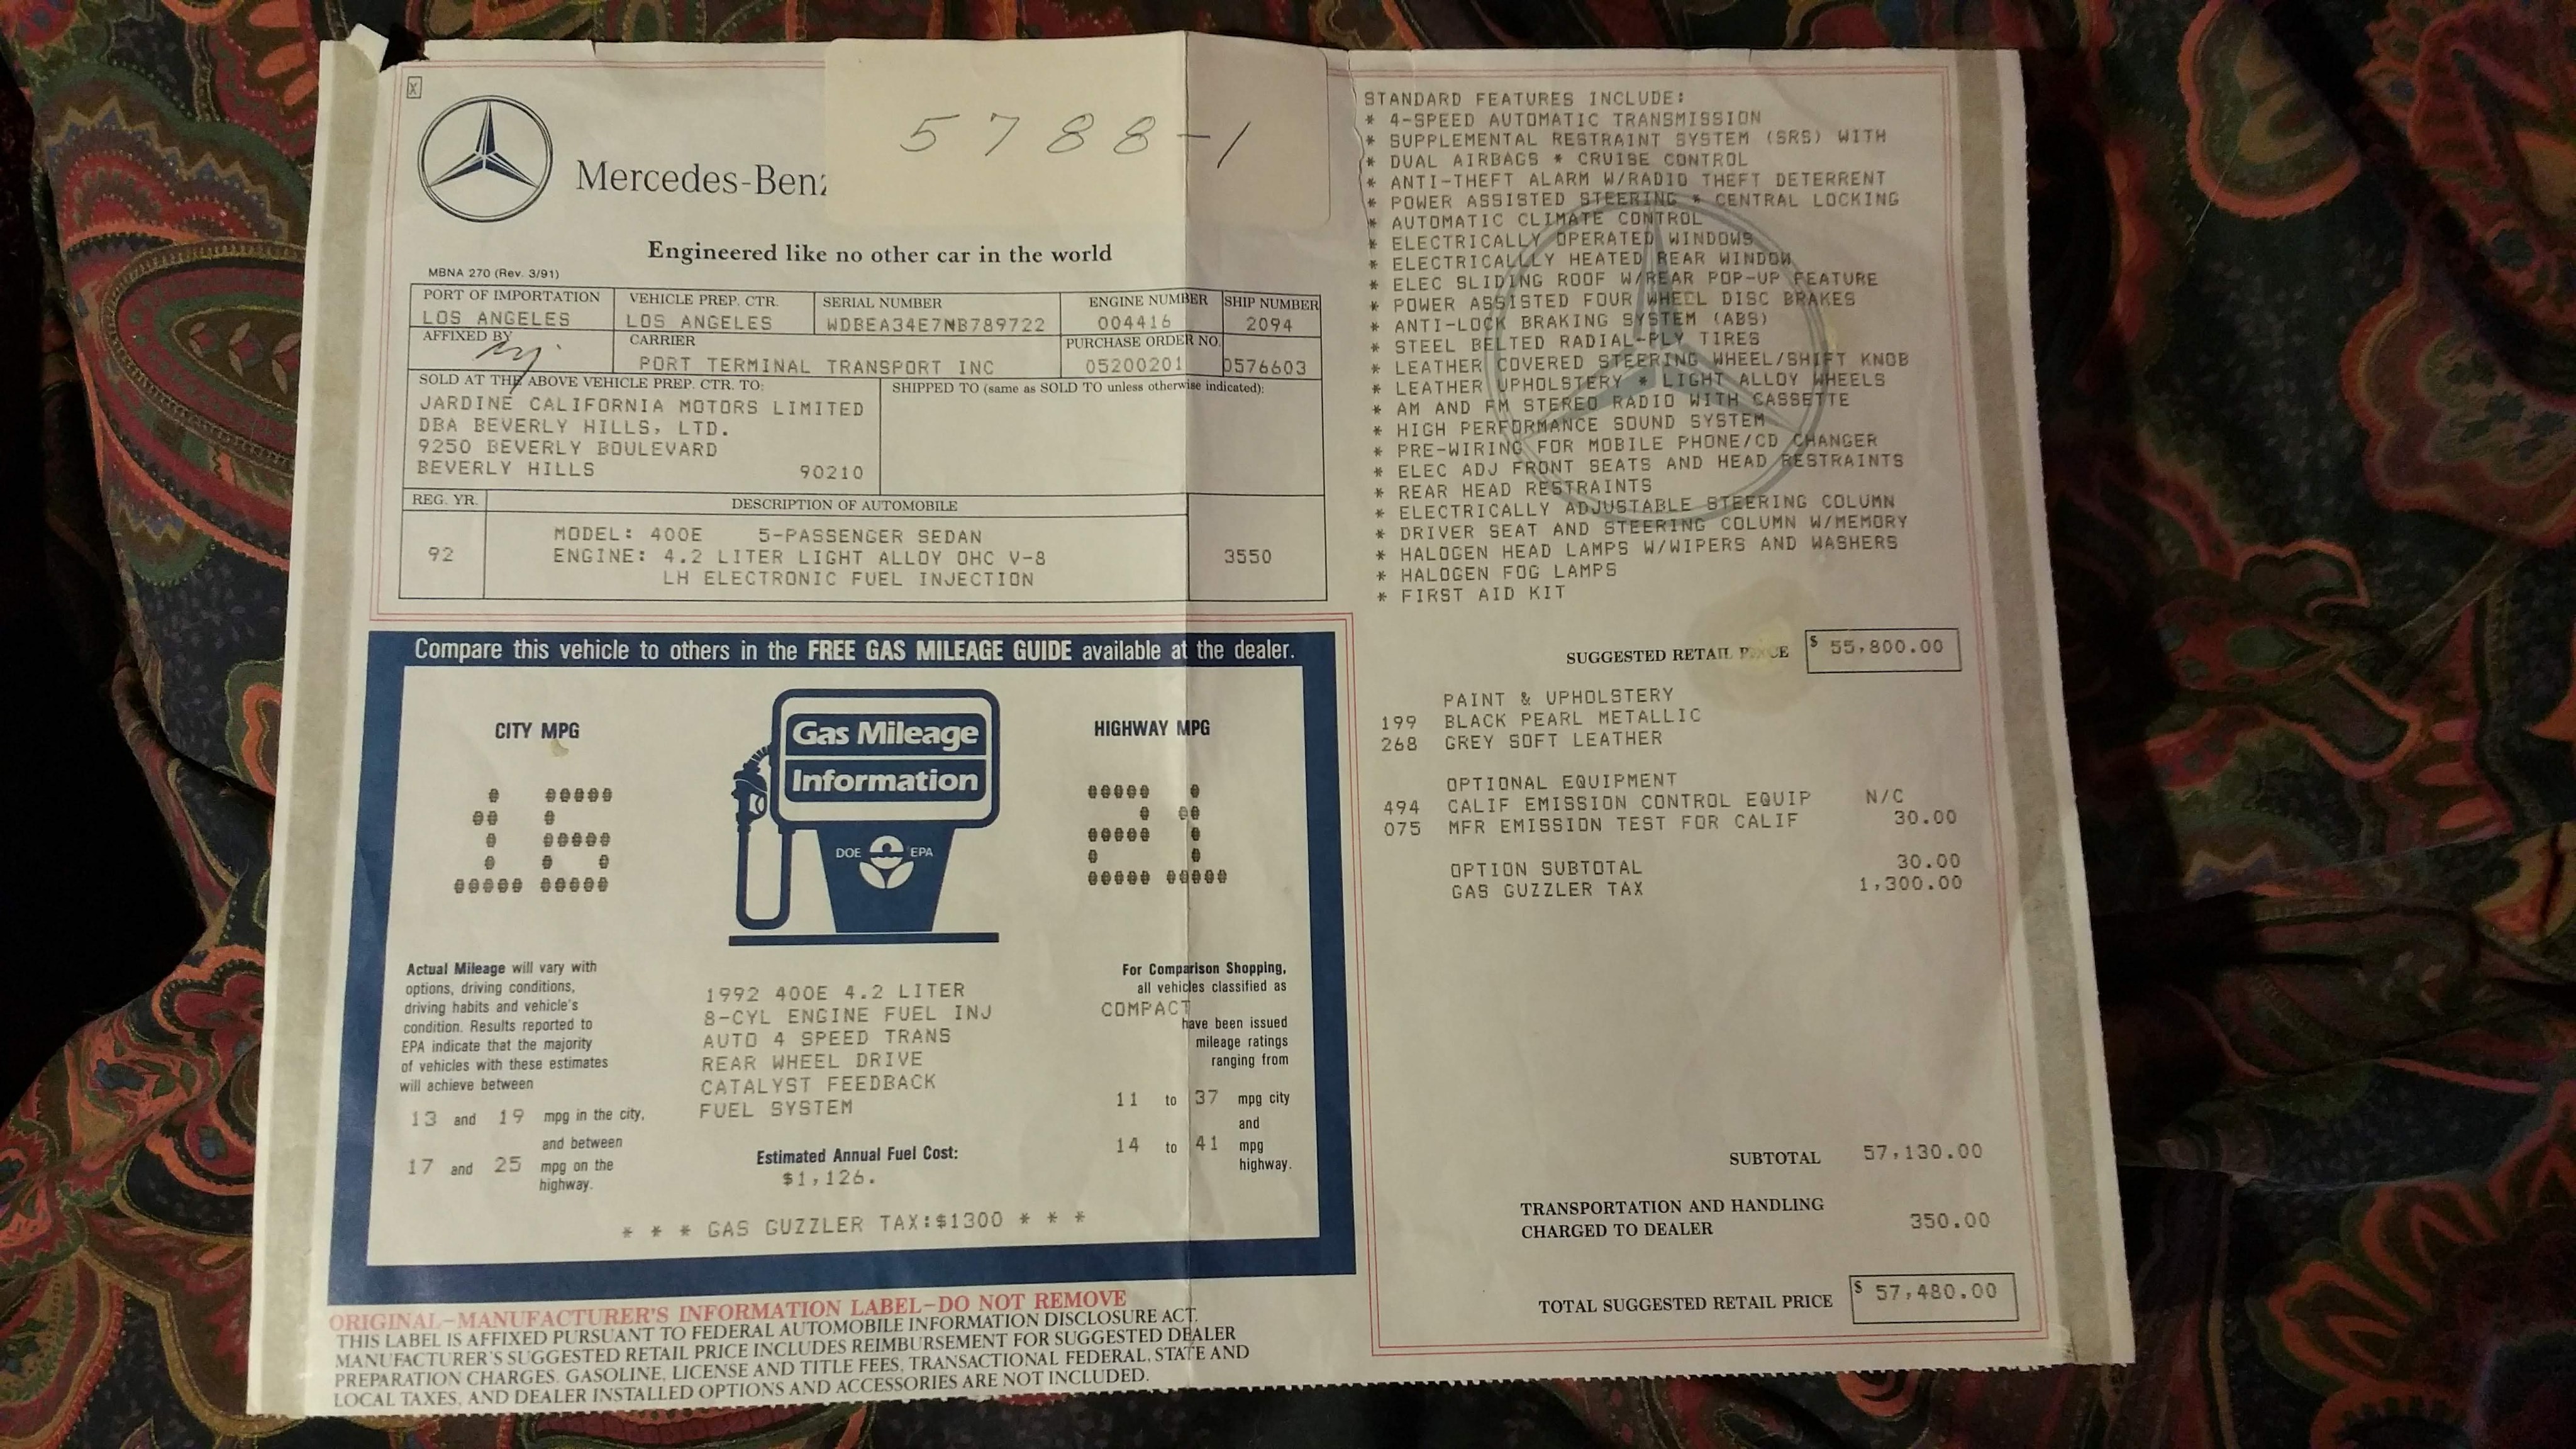 X
5788-1
Mercedes-Ben
Engineered like no other car in the world
MBNA 270 (Rev. 3/91)
PORT OF IMPORTATION VEHICLE PREP. CTR. SERIAL NUMBER ENGINE NUMBER SHIP NUMBER
LOS ANGELES LOS ANGELES WDBEA34E7NB789722 004416 2094
AFFIXED BY CARRIER PURCHASE ORDER NO.
PORT TERMINAL TRANSPORT INC 05200201 0576603
SOLD AT THE ABOVE VEHICLE PREP. CTR. TO: SHIPPED TO (same as SOLD TO unless otherwise indicated):
JARDINE CALIFORNIA MOTORS LIMITED
DBA BEVERLY HILLS, LTD.
9250 BEVERLY BOULEVARD
BEVERLY HILLS 90210
REG. YR. DESCRIPTION OF AUTOMOBILE
MODEL: 400E 5-PASSENGER SEDAN
92 ENGINE: 4.2 LITER LIGHT ALLOY OHC V-8 3550
LH ELECTRONIC FUEL INJECTION
Compare this vehicle to others in the FREE GAS MILEAGE GUIDE available at the dealer.
CITY MPG
16
Gas Mileage
Information
DOE EPA
HIGHWAY MPG
21
Actual Mileage will vary with
options, driving conditions,
driving habits and vehicle's
condition. Results reported to
EPA indicate that the majority
of vehicles with these estimates
will achieve between
13 and 19 mpg in the city,
and between
17 and 25 mpg on the
highway.
1992 400E 4.2 LITER
8-CYL ENGINE FUEL INJ
AUTO 4 SPEED TRANS
REAR WHEEL DRIVE
CATALYST FEEDBACK
FUEL SYSTEM
Estimated Annual Fuel Cost:
$1,126.
For Comparison Shopping,
all vehicles classified as
COMPACT
have been issued
mileage ratings
ranging from
11 to 37 mpg city
and
14 to 41 mpg
highway.
* * * GAS GUZZLER TAX:$1300 * * *
ORIGINAL-MANUFACTURER'S INFORMATION LABEL-DO NOT REMOVE
THIS LABEL IS AFFIXED PURSUANT TO FEDERAL AUTOMOBILE INFORMATION DISCLOSURE ACT.
MANUFACTURER'S SUGGESTED RETAIL PRICE INCLUDES REIMBURSEMENT FOR SUGGESTED DEALER
PREPARATION CHARGES. GASOLINE, LICENSE AND TITLE FEES, TRANSACTIONAL FEDERAL, STATE AND
LOCAL TAXES, AND DEALER INSTALLED OPTIONS AND ACCESSORIES ARE NOT INCLUDED.
STANDARD FEATURES INCLUDE:
* 4-SPEED AUTOMATIC TRANSMISSION
* SUPPLEMENTAL RESTRAINT SYSTEM (SRS) WITH
* DUAL AIRBAGS * CRUISE CONTROL
* ANTI-THEFT ALARM W/RADIO THEFT DETERRENT
* POWER ASSISTED STEERING * CENTRAL LOCKING
* AUTOMATIC CLIMATE CONTROL
* ELECTRICALLY OPERATED WINDOWS
* ELECTRICALLLY HEATED REAR WINDOW
* ELEC SLIDING ROOF W/REAR POP-UP FEATURE
* POWER ASSISTED FOUR WHEEL DISC BRAKES
* ANTI-LOCK BRAKING SYSTEM (ABS)
* STEEL BELTED RADIAL-PLY TIRES
* LEATHER COVERED STEERING WHEEL/SHIFT KNOB
* LEATHER UPHOLSTERY * LIGHT ALLOY WHEELS
* AM AND FM STEREO RADIO WITH CASSETTE
* HIGH PERFORMANCE SOUND SYSTEM
* PRE-WIRING FOR MOBILE PHONE/CD CHANGER
* ELEC ADJ FRONT SEATS AND HEAD RESTRAINTS
* REAR HEAD RESTRAINTS
* ELECTRICALLY ADJUSTABLE STEERING COLUMN
* DRIVER SEAT AND STEERING COLUMN W/MEMORY
* HALOGEN HEAD LAMPS W/WIPERS AND WASHERS
* HALOGEN FOG LAMPS
* FIRST AID KIT
SUGGESTED RETAIL PRICE $ 55,800.00
PAINT & UPHOLSTERY
199 BLACK PEARL METALLIC
268 GREY SOFT LEATHER
OPTIONAL EQUIPMENT
494 CALIF EMISSION CONTROL EQUIP N/C
075 MFR EMISSION TEST FOR CALIF 30.00
OPTION SUBTOTAL 30.00
GAS GUZZLER TAX 1,300.00
SUBTOTAL 57,130.00
TRANSPORTATION AND HANDLING
CHARGED TO DEALER 350.00
TOTAL SUGGESTED RETAIL PRICE $ 57,480.00